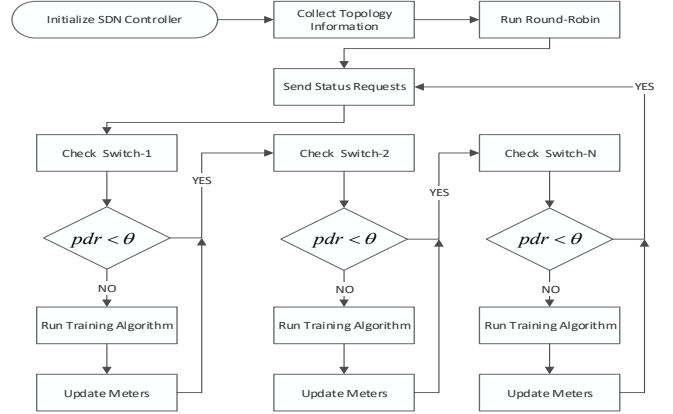 Initialize SDN Controller
Collect Topology
Information
Run Round-Robin
Send Status Requests
YES
Check Switch-1
Check Switch-2
Check Switch-N
YES
YES
pdr < θ
pdr < θ
pdr < θ
NO
NO
NO
Run Training Algorithm
Run Training Algorithm
Run Training Algorithm
Update Meters
Update Meters
Update Meters